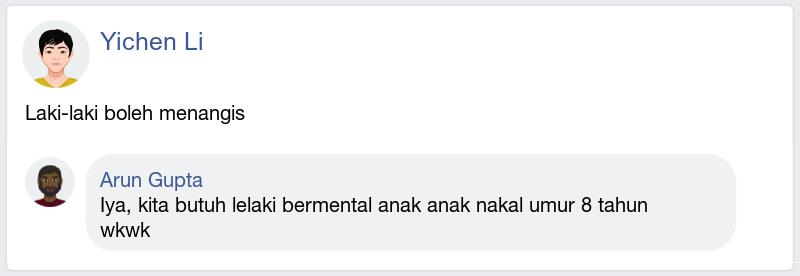 Yichen Li
Laki-laki boleh menangis
Arun Gupta
Iya, kita butuh lelaki bermental anak anak nakal umur 8 tahun
wkwk